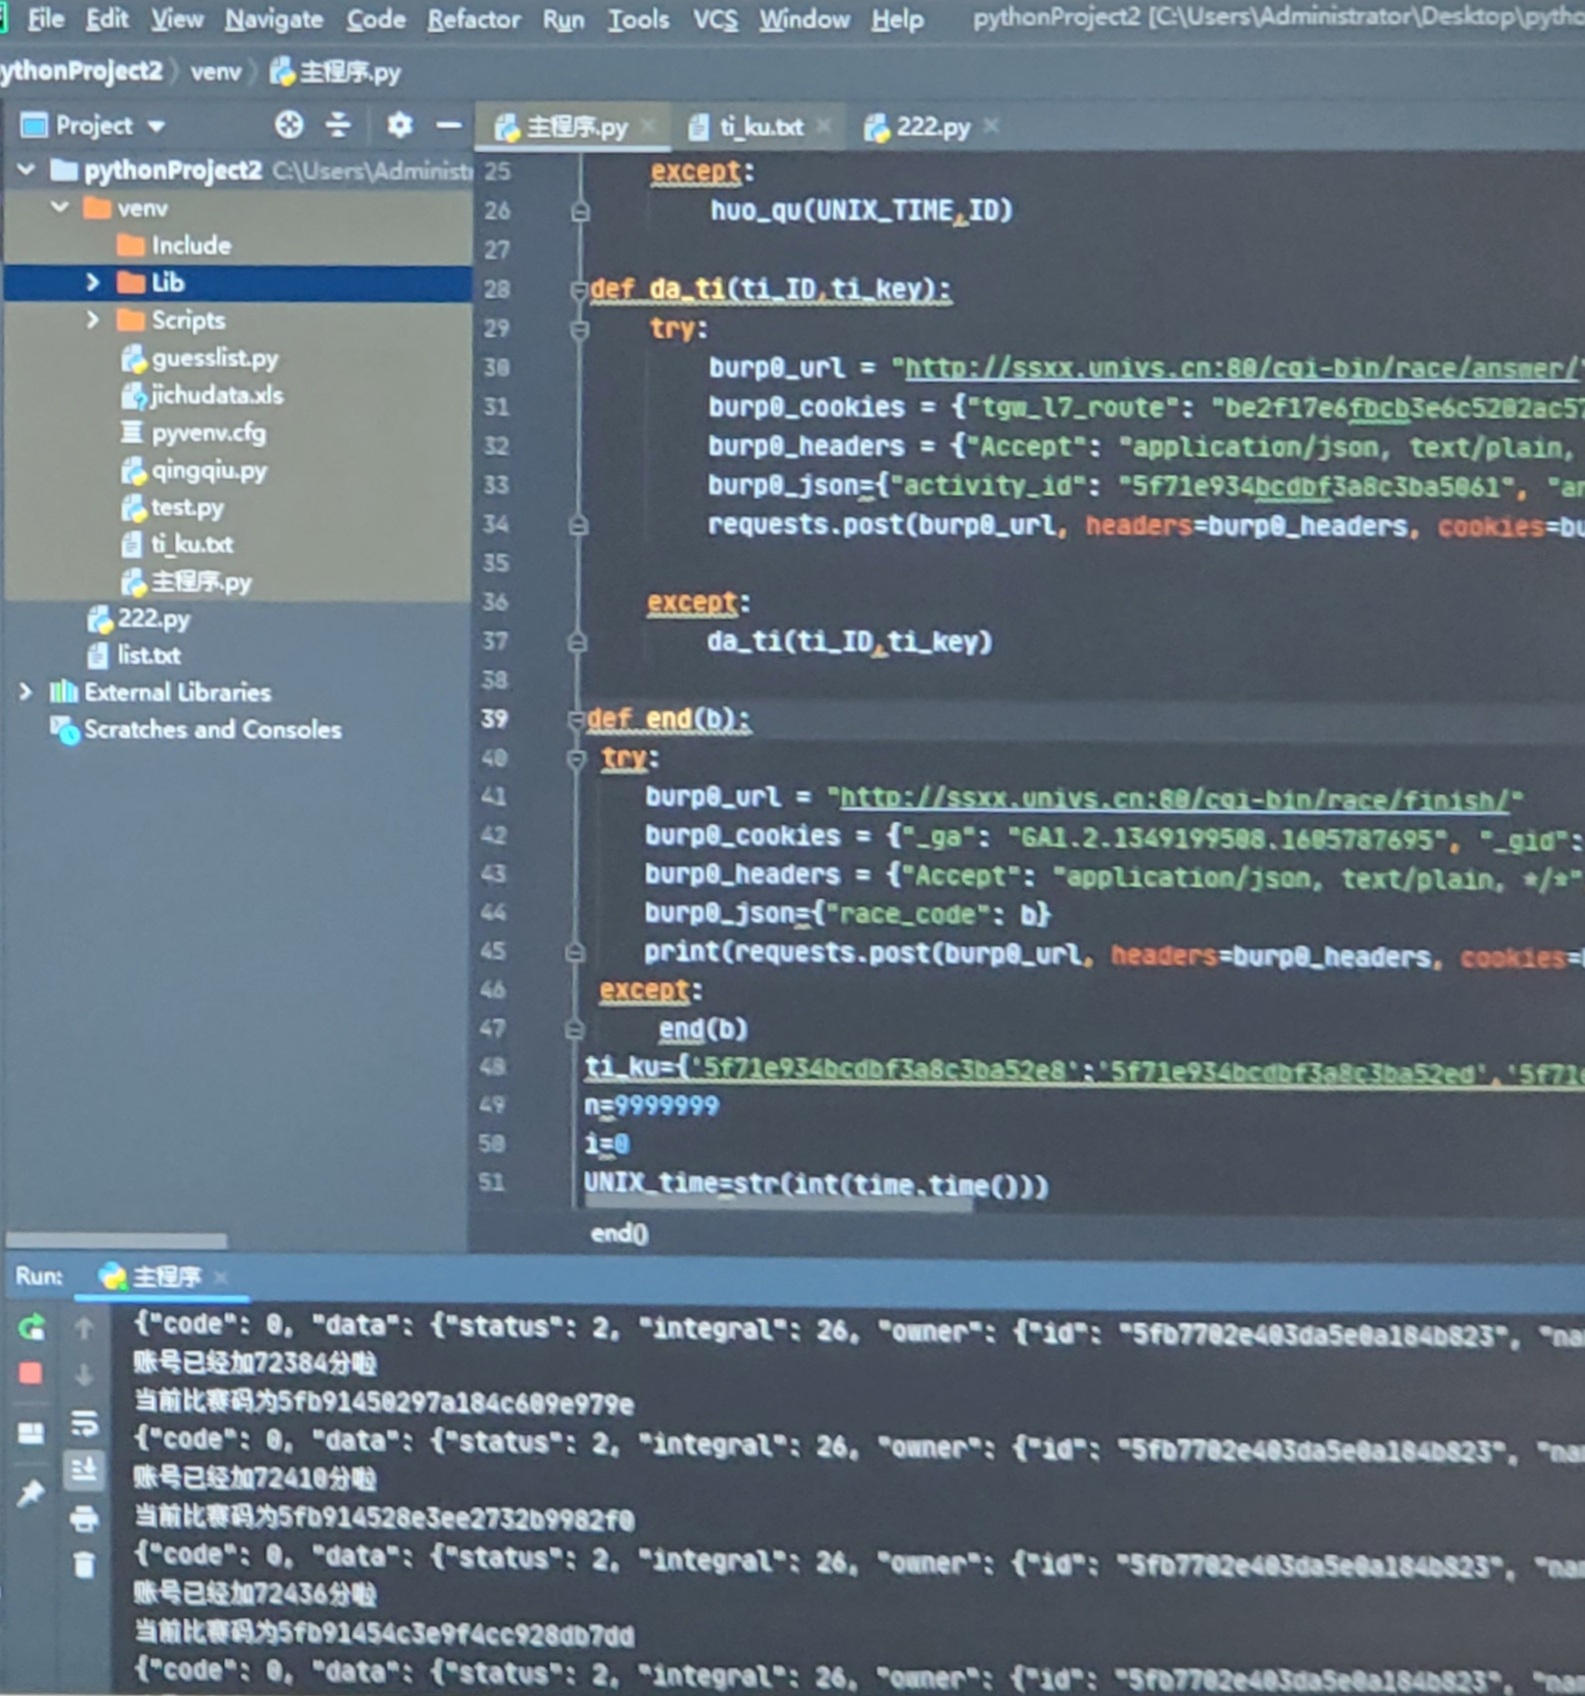 File Edit View Navigate Code Refactor Run Tools VCS Window Help pythonProject2 [C:\Users\Administrator\Desktop\pytho
ythonProject2 venv 主程序.py
Project
主程序.py ti_ku.txt 222.py
pythonProject2 C:\Users\Administ
venv
Include
Lib
Scripts
guesslist.py
jichudata.xls
pyvenv.cfg
qingqiu.py
test.py
ti_ku.txt
主程序.py
222.py
list.txt
External Libraries
Scratches and Consoles
25 except:
26 huo_qu(UNIX_TIME,ID)
27
28 def da_ti(ti_ID,ti_key):
29 try:
30 burp0_url = "http://ssxx.univs.cn:80/cgi-bin/race/answer/"
31 burp0_cookies = {"tgw_l7_route": "be2f17e6fbcb3e6c5202ac57
32 burp0_headers = {"Accept": "application/json, text/plain,
33 burp0_json={"activity_id": "5f71e934bcdbf3a8c3ba5061", "an
34 requests.post(burp0_url, headers=burp0_headers, cookies=bu
35
36 except:
37 da_ti(ti_ID,ti_key)
38
39 def end(b):
40 try:
41 burp0_url = "http://ssxx.univs.cn:80/cgi-bin/race/finish/"
42 burp0_cookies = {"_ga": "GA1.2.1349199508.1605787695", "_gid":
43 burp0_headers = {"Accept": "application/json, text/plain, */*"
44 burp0_json={"race_code": b}
45 print(requests.post(burp0_url, headers=burp0_headers, cookies=
46 except:
47 end(b)
48 ti_ku={'5f71e934bcdbf3a8c3ba52e8':'5f71e934bcdbf3a8c3ba52ed','5f71e
49 n=9999999
50 i=0
51 UNIX_time=str(int(time.time()))
end()
Run: 主程序
{"code": 0, "data": {"status": 2, "integral": 26, "owner": {"id": "5fb7702e403da5e0a184b823", "na
账号已经加72384分啦
当前比赛码为5fb91450297a184c609e979e
{"code": 0, "data": {"status": 2, "integral": 26, "owner": {"id": "5fb7702e403da5e0a184b823", "na
账号已经加72410分啦
当前比赛码为5fb914528e3ee2732b9982f0
{"code": 0, "data": {"status": 2, "integral": 26, "owner": {"id": "5fb7702e403da5e0a184b823", "na
账号已经加72436分啦
当前比赛码为5fb91454c3e9f4cc928db7dd
{"code": 0, "data": {"status": 2, "integral": 26, "owner": {"id": "5fb7702e403da5e0a184b823", "na